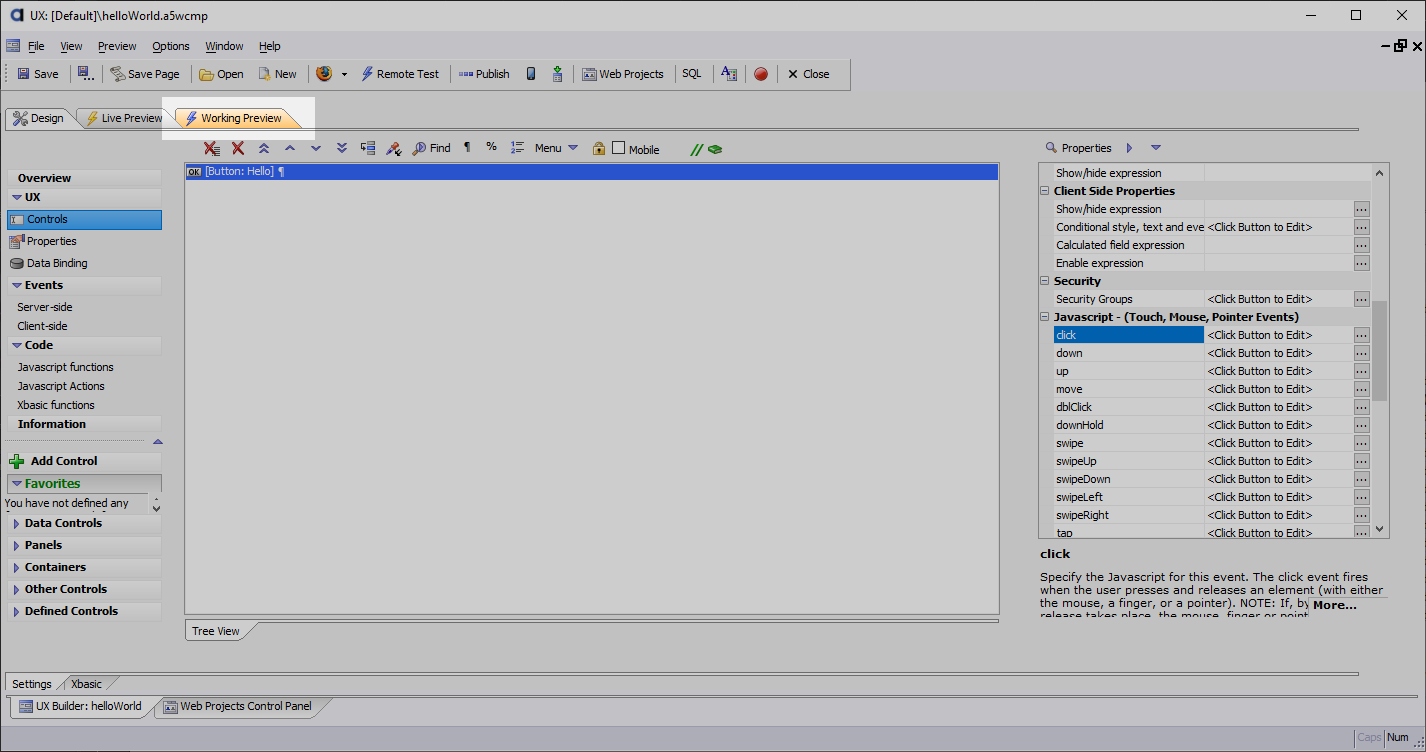 UX: [Default]\helloWorld.a5wcmp
File View Preview Options Window Help
Save Save Page Open New Remote Test Publish Web Projects SQL Close
Design Live Preview Working Preview
Find ¶ % Menu Mobile //
Properties
Overview
UX
Controls
Properties
Data Binding
Events
Server-side
Client-side
Code
Javascript functions
Javascript Actions
Xbasic functions
Information
Add Control
Favorites
You have not defined any
Data Controls
Panels
Containers
Other Controls
Defined Controls
OK [Button: Hello] ¶
Tree View
Show/hide expression
Client Side Properties
Show/hide expression ...
Conditional style, text and eve <Click Button to Edit> ...
Calculated field expression ...
Enable expression ...
Security
Security Groups <Click Button to Edit> ...
Javascript - (Touch, Mouse, Pointer Events)
click <Click Button to Edit> ...
down <Click Button to Edit> ...
up <Click Button to Edit> ...
move <Click Button to Edit> ...
dblClick <Click Button to Edit> ...
downHold <Click Button to Edit> ...
swipe <Click Button to Edit> ...
swipeUp <Click Button to Edit> ...
swipeDown <Click Button to Edit> ...
swipeLeft <Click Button to Edit> ...
swipeRight <Click Button to Edit> ...
tap <Click Button to Edit> ...
click
Specify the Javascript for this event. The click event fires
when the user presses and releases an element (with either
the mouse, a finger, or a pointer). NOTE: If, by More...
release takes place, the mouse, finger or point
Settings Xbasic
UX Builder: helloWorld Web Projects Control Panel
Caps Num